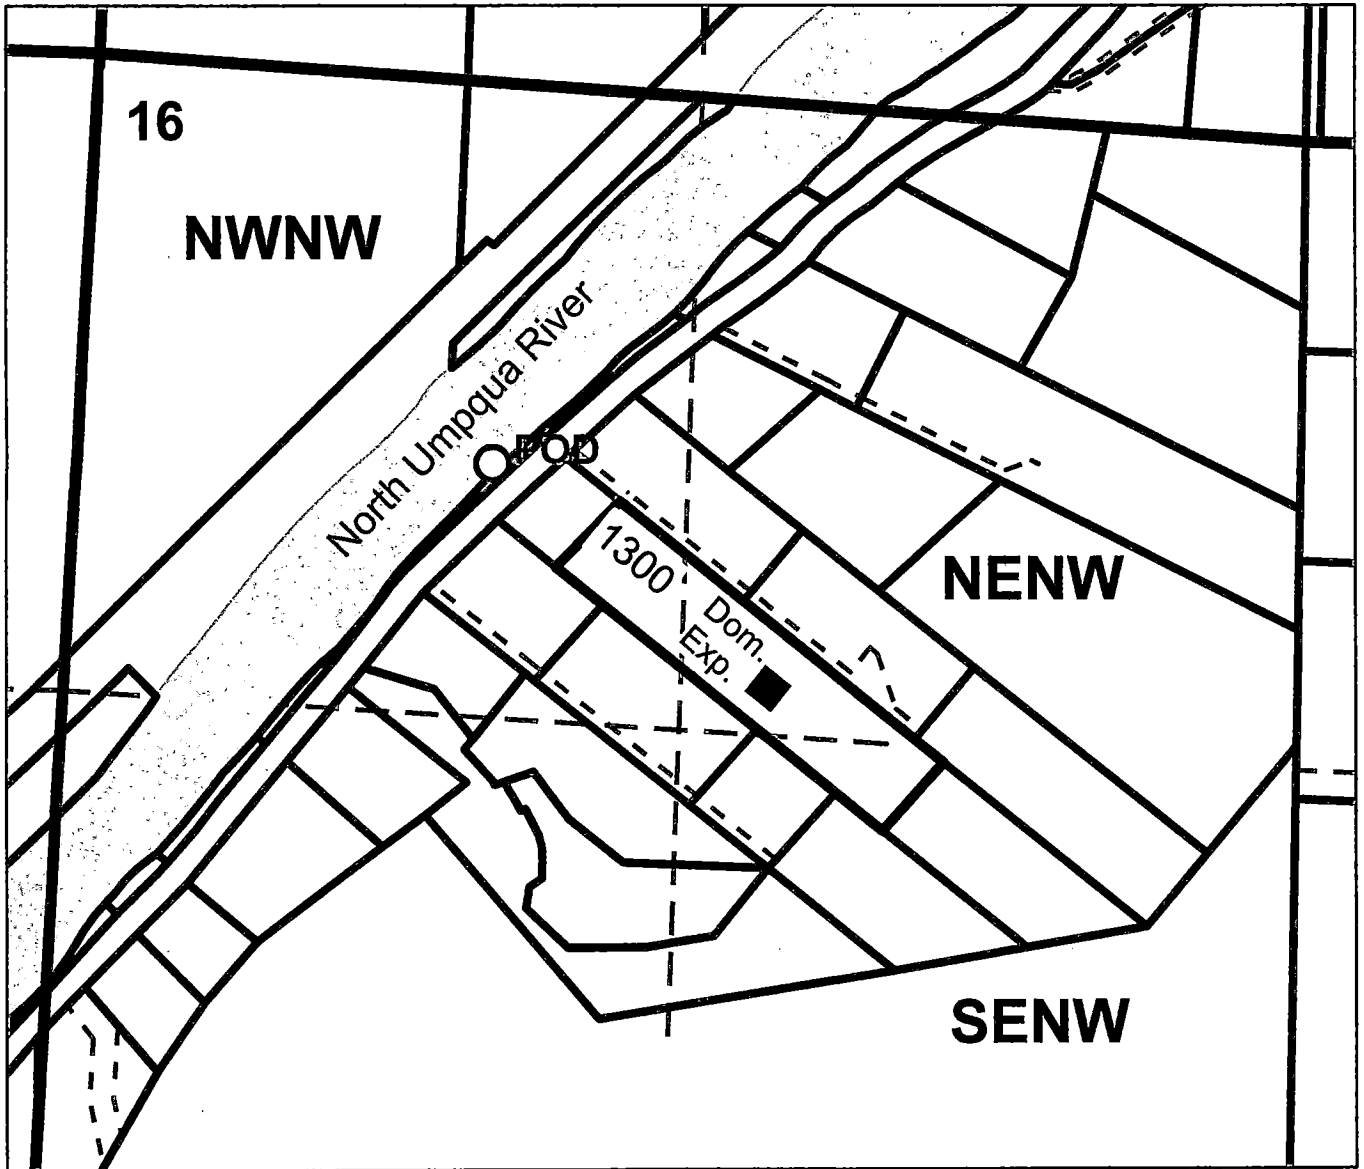 16
NWNW
North Umpqua River
POD
1300
Dom.
Exp.
NENW
SENW